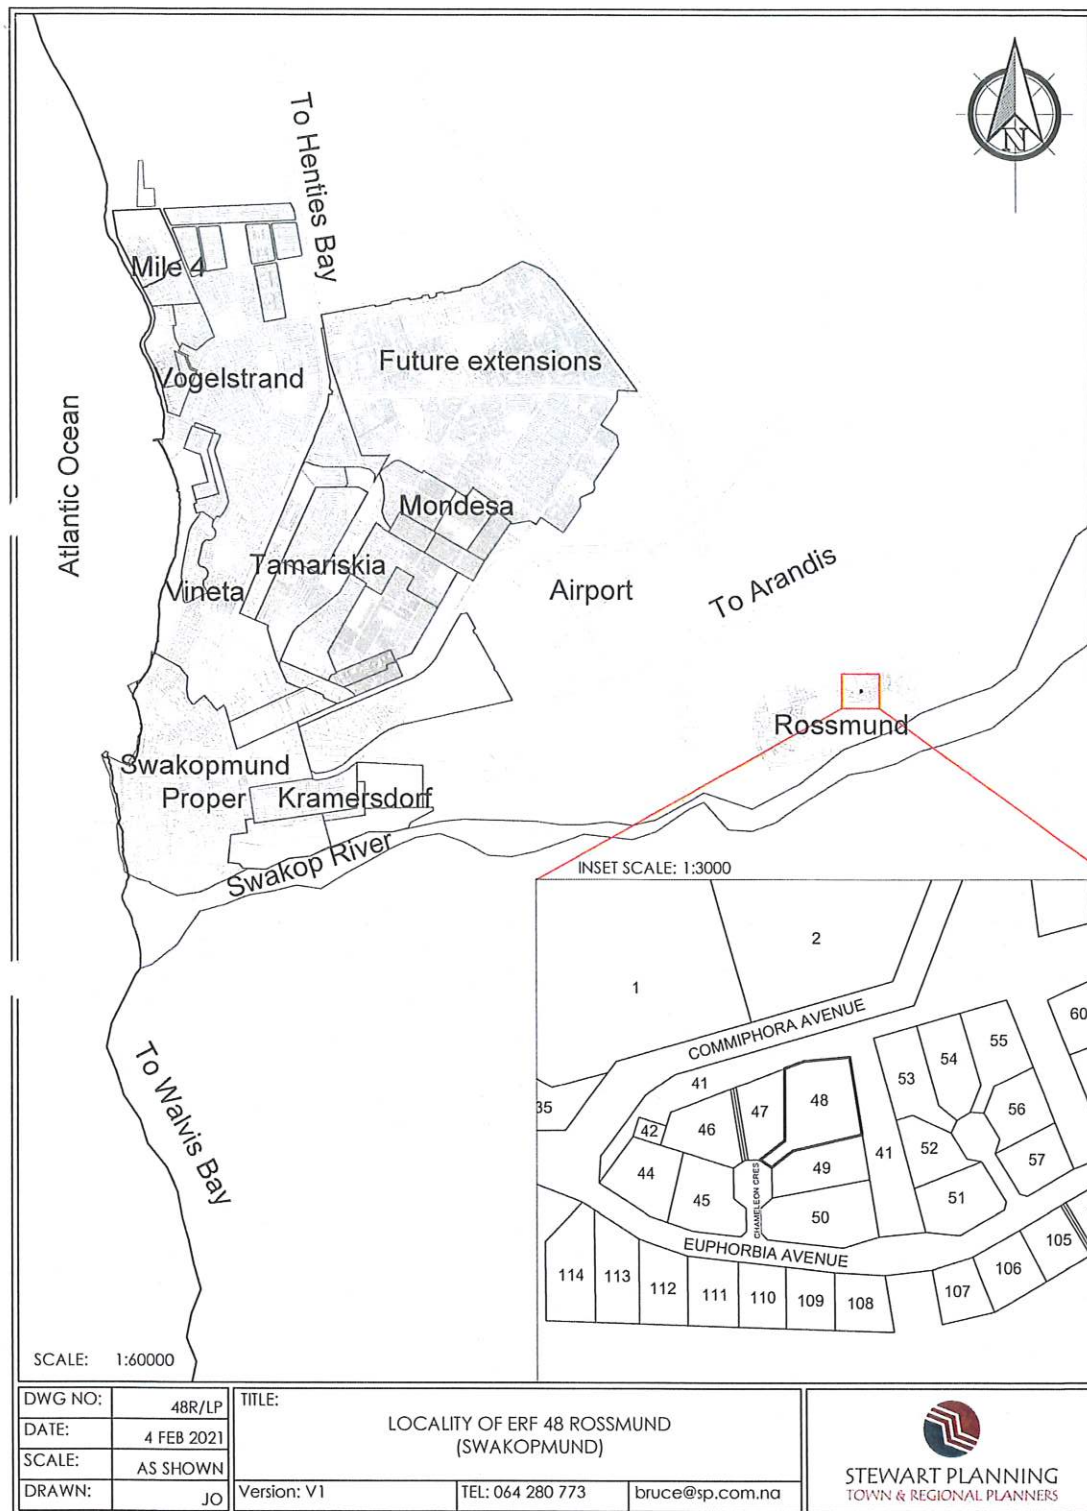 To Henties Bay
N
Mile 4
Vogelstrand
Future extensions
Atlantic Ocean
Mondesa
Tamariskia
Vineta
Airport
To Arandis
Rossmund
Swakopmund
Proper
Kramersdorf
Swakop River
To Walvis Bay
INSET SCALE: 1:3000
1
2
COMMIPHORA AVENUE
35
41
42
44
45
46
47
48
49
50
CHAMELEON CRES
41
51
52
53
54
55
56
57
60
EUPHORBIA AVENUE
114
113
112
111
110
109
108
107
106
105
SCALE: 1:60000
DWG NO: 48R/LP
DATE: 4 FEB 2021
SCALE: AS SHOWN
DRAWN: JO
TITLE:
LOCALITY OF ERF 48 ROSSMUND
(SWAKOPMUND)
Version: V1
TEL: 064 280 773
bruce@sp.com.na
STEWART PLANNING
TOWN & REGIONAL PLANNERS